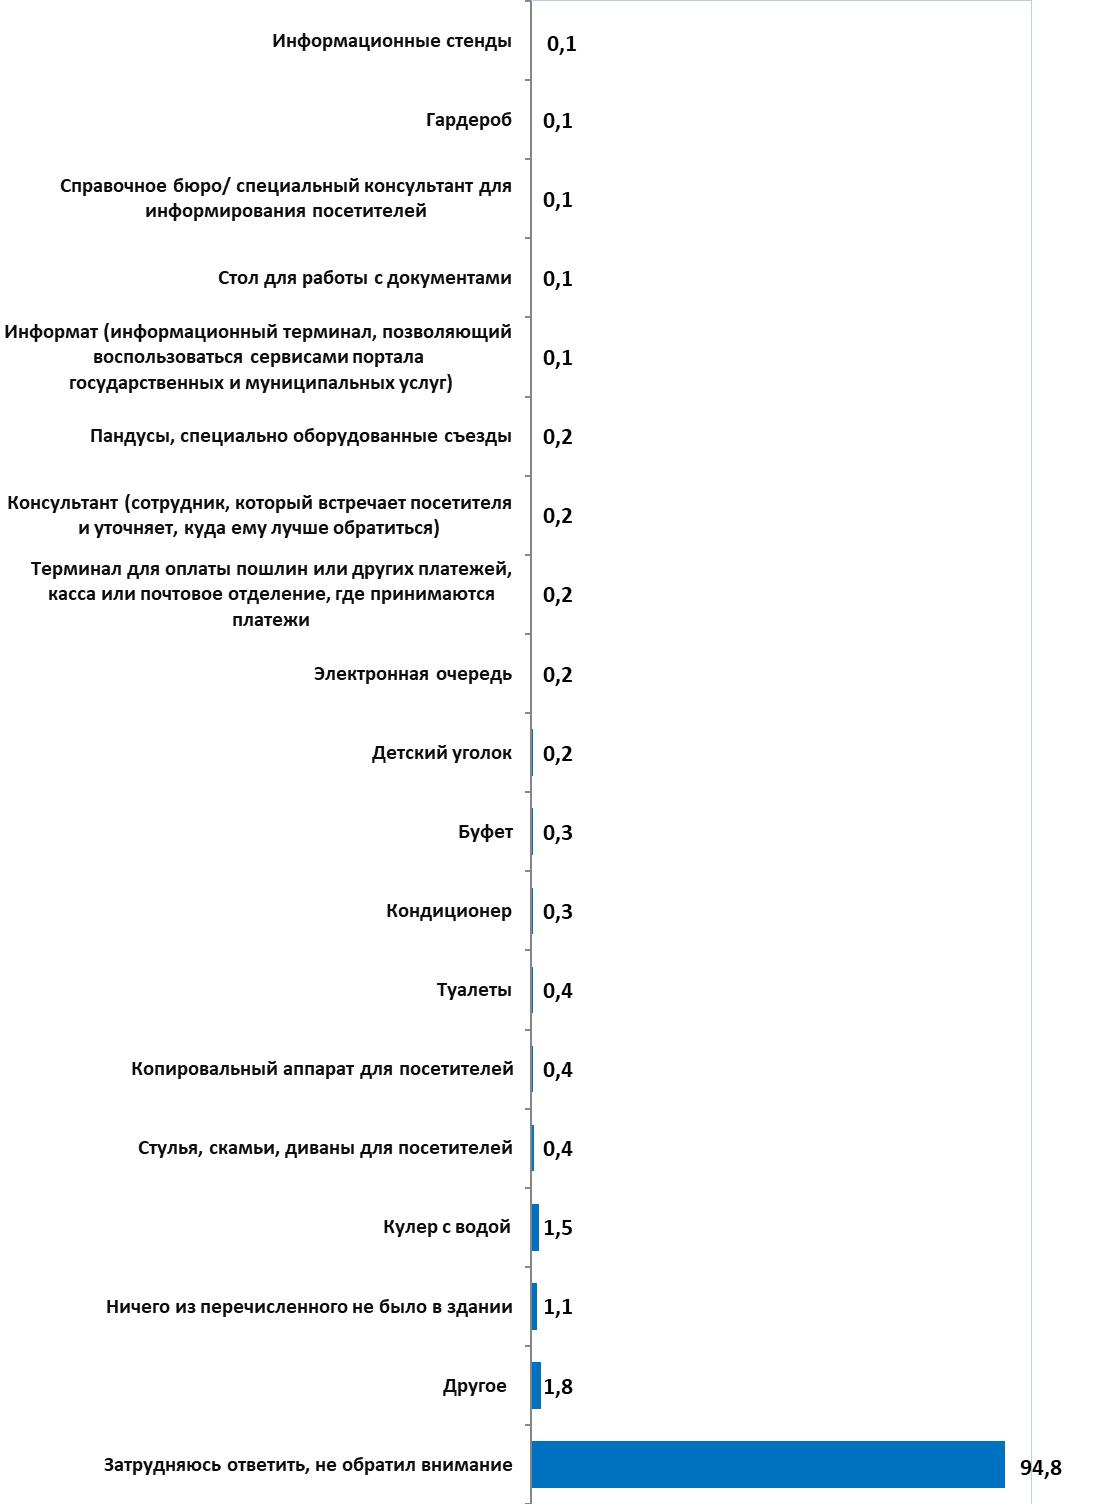 Информационные стенды
0,1
Гардероб
0,1
Справочное бюро/ специальный консультант для
информирования посетителей
0,1
Стол для работы с документами
0,1
Информат (информационный терминал, позволяющий
воспользоваться сервисами портала
государственных и муниципальных услуг)
0,1
Пандусы, специально оборудованные съезды
0,2
Консультант (сотрудник, который встречает посетителя
и уточняет, куда ему лучше обратиться)
0,2
Терминал для оплаты пошлин или других платежей,
касса или почтовое отделение, где принимаются
платежи
0,2
Электронная очередь
0,2
Детский уголок
0,2
Буфет
0,3
Кондиционер
0,3
Туалеты
0,4
Копировальный аппарат для посетителей
0,4
Стулья, скамьи, диваны для посетителей
0,4
Кулер с водой
1,5
Ничего из перечисленного не было в здании
1,1
Другое
1,8
Затрудняюсь ответить, не обратил внимание
94,8